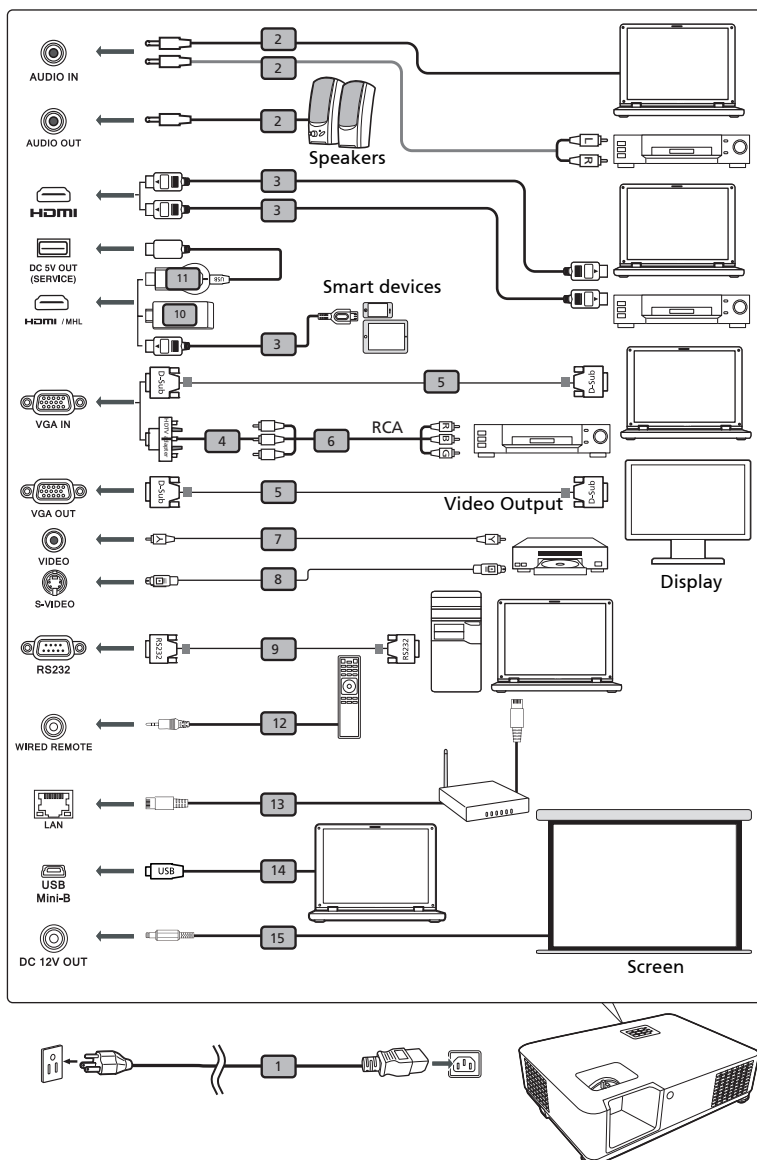 2
2
AUDIO IN
L
R
AUDIO OUT
2
Speakers
3
HDMI
3
DC 5V OUT
(SERVICE)
11
USB
Smart devices
10
HDMI / MHL
3
D-Sub
5
D-Sub
VGA IN
HDTV adapter
4
6
RCA
R
B
G
VGA OUT
D-Sub
5
Video Output
D-Sub
VIDEO
Y
7
Y
Display
S-VIDEO
8
RS232
RS232
9
RS232
WIRED REMOTE
12
LAN
13
USB
Mini-B
USB
14
DC 12V OUT
15
Screen
1